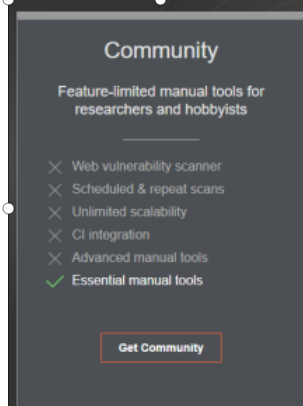 Community
Feature-limited manual tools for
researchers and hobbyists
Web vulnerability scanner
Scheduled & repeat scans
Unlimited scalability
CI integration
Advanced manual tools
Essential manual tools
Get Community